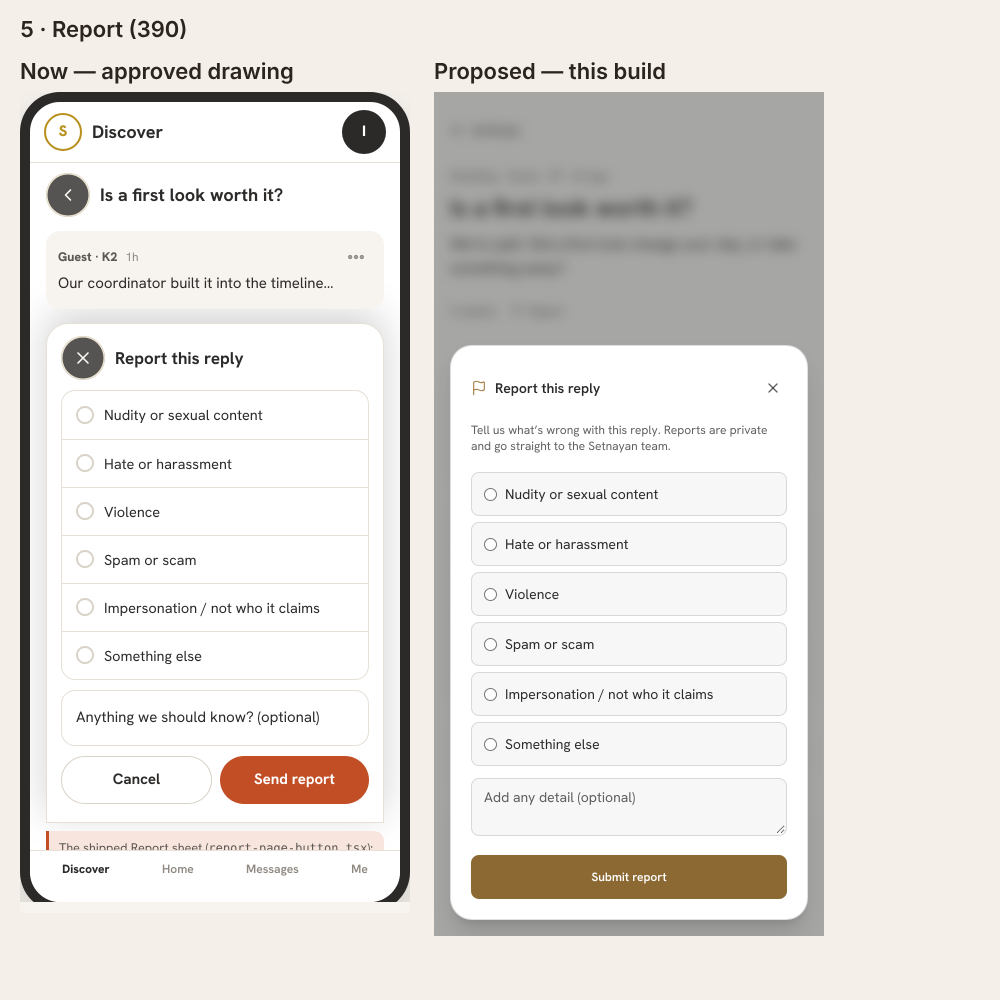 5 · Report (390)
Now — approved drawing
S
Discover
I
Is a first look worth it?
Guest · K2 1h
Our coordinator built it into the timeline...
Report this reply
Nudity or sexual content
Hate or harassment
Violence
Spam or scam
Impersonation / not who it claims
Something else
Anything we should know? (optional)
Cancel
Send report
The shipped Report sheet (report-page-button.tsx):
Discover
Home
Messages
Me
Proposed — this build
Is a first look worth it?
Report this reply
Tell us what’s wrong with this reply. Reports are private
and go straight to the Setnayan team.
Nudity or sexual content
Hate or harassment
Violence
Spam or scam
Impersonation / not who it claims
Something else
Add any detail (optional)
Submit report